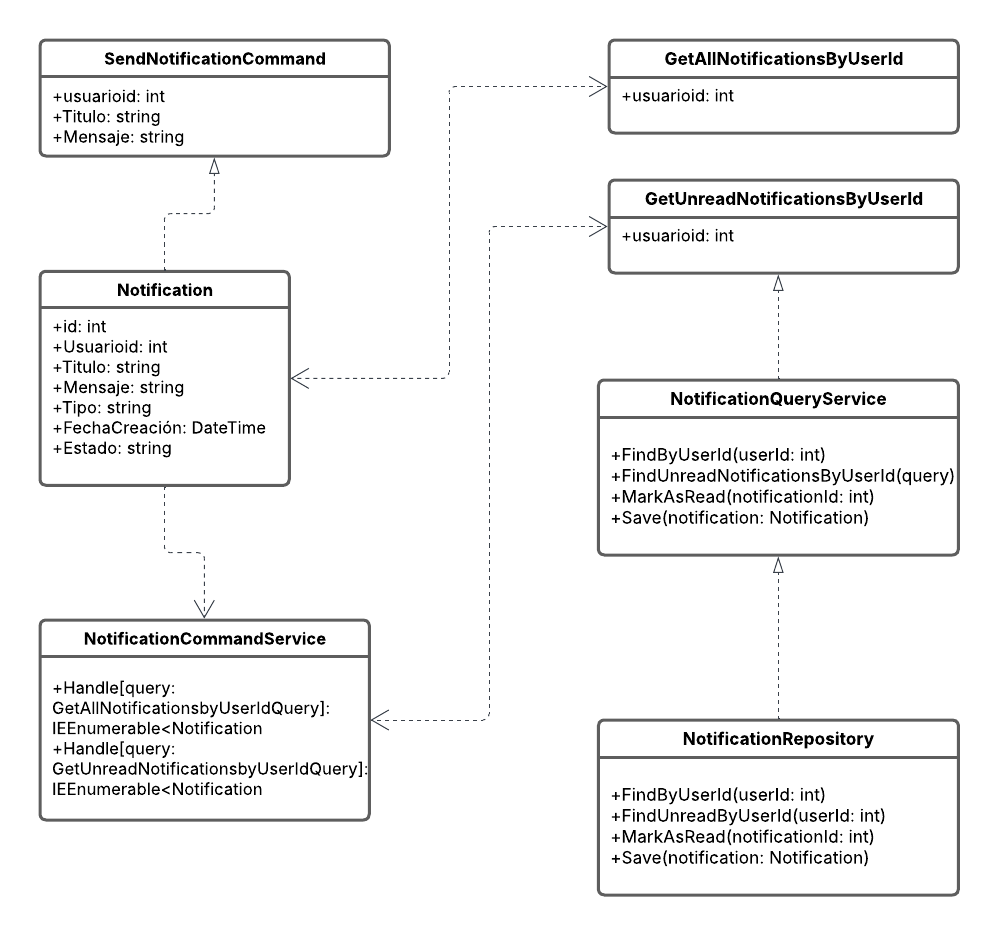 SendNotificationCommand
+usuarioid: int
+Titulo: string
+Mensaje: string
GetAllNotificationsByUserId
+usuarioid: int
GetUnreadNotificationsByUserId
+usuarioid: int
Notification
+id: int
+Usuarioid: int
+Titulo: string
+Mensaje: string
+Tipo: string
+FechaCreación: DateTime
+Estado: string
NotificationQueryService
+FindByUserId(userId: int)
+FindUnreadNotificationsByUserId(query)
+MarkAsRead(notificationId: int)
+Save(notification: Notification)
NotificationCommandService
+Handle[query:
GetAllNotificationsbyUserIdQuery]:
IEEnumerable<Notification
+Handle[query:
GetUnreadNotificationsbyUserIdQuery]:
IEEnumerable<Notification
NotificationRepository
+FindByUserId(userId: int)
+FindUnreadByUserId(userId: int)
+MarkAsRead(notificationId: int)
+Save(notification: Notification)